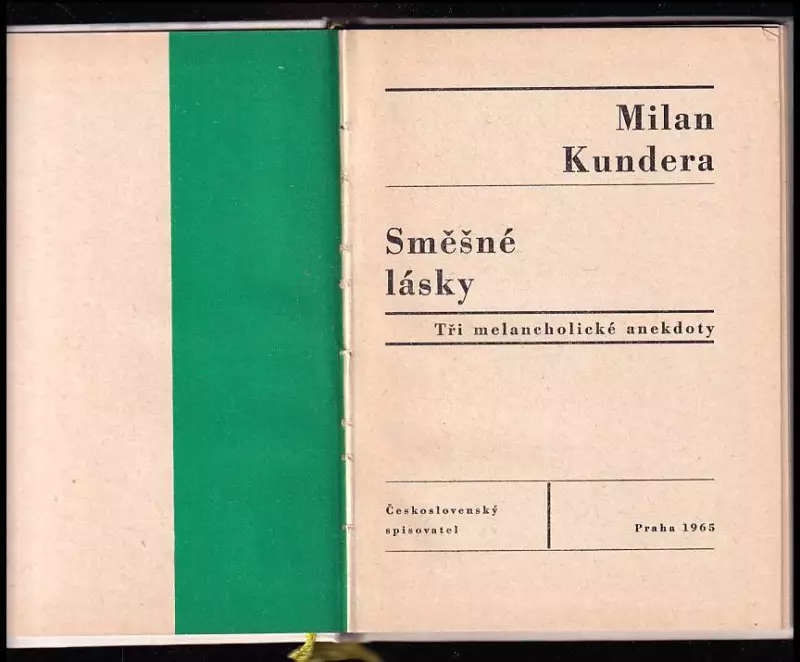 Milan
Kundera
Směšné
lásky
Tři melancholické anekdoty
Československý
spisovatel
Praha 1965